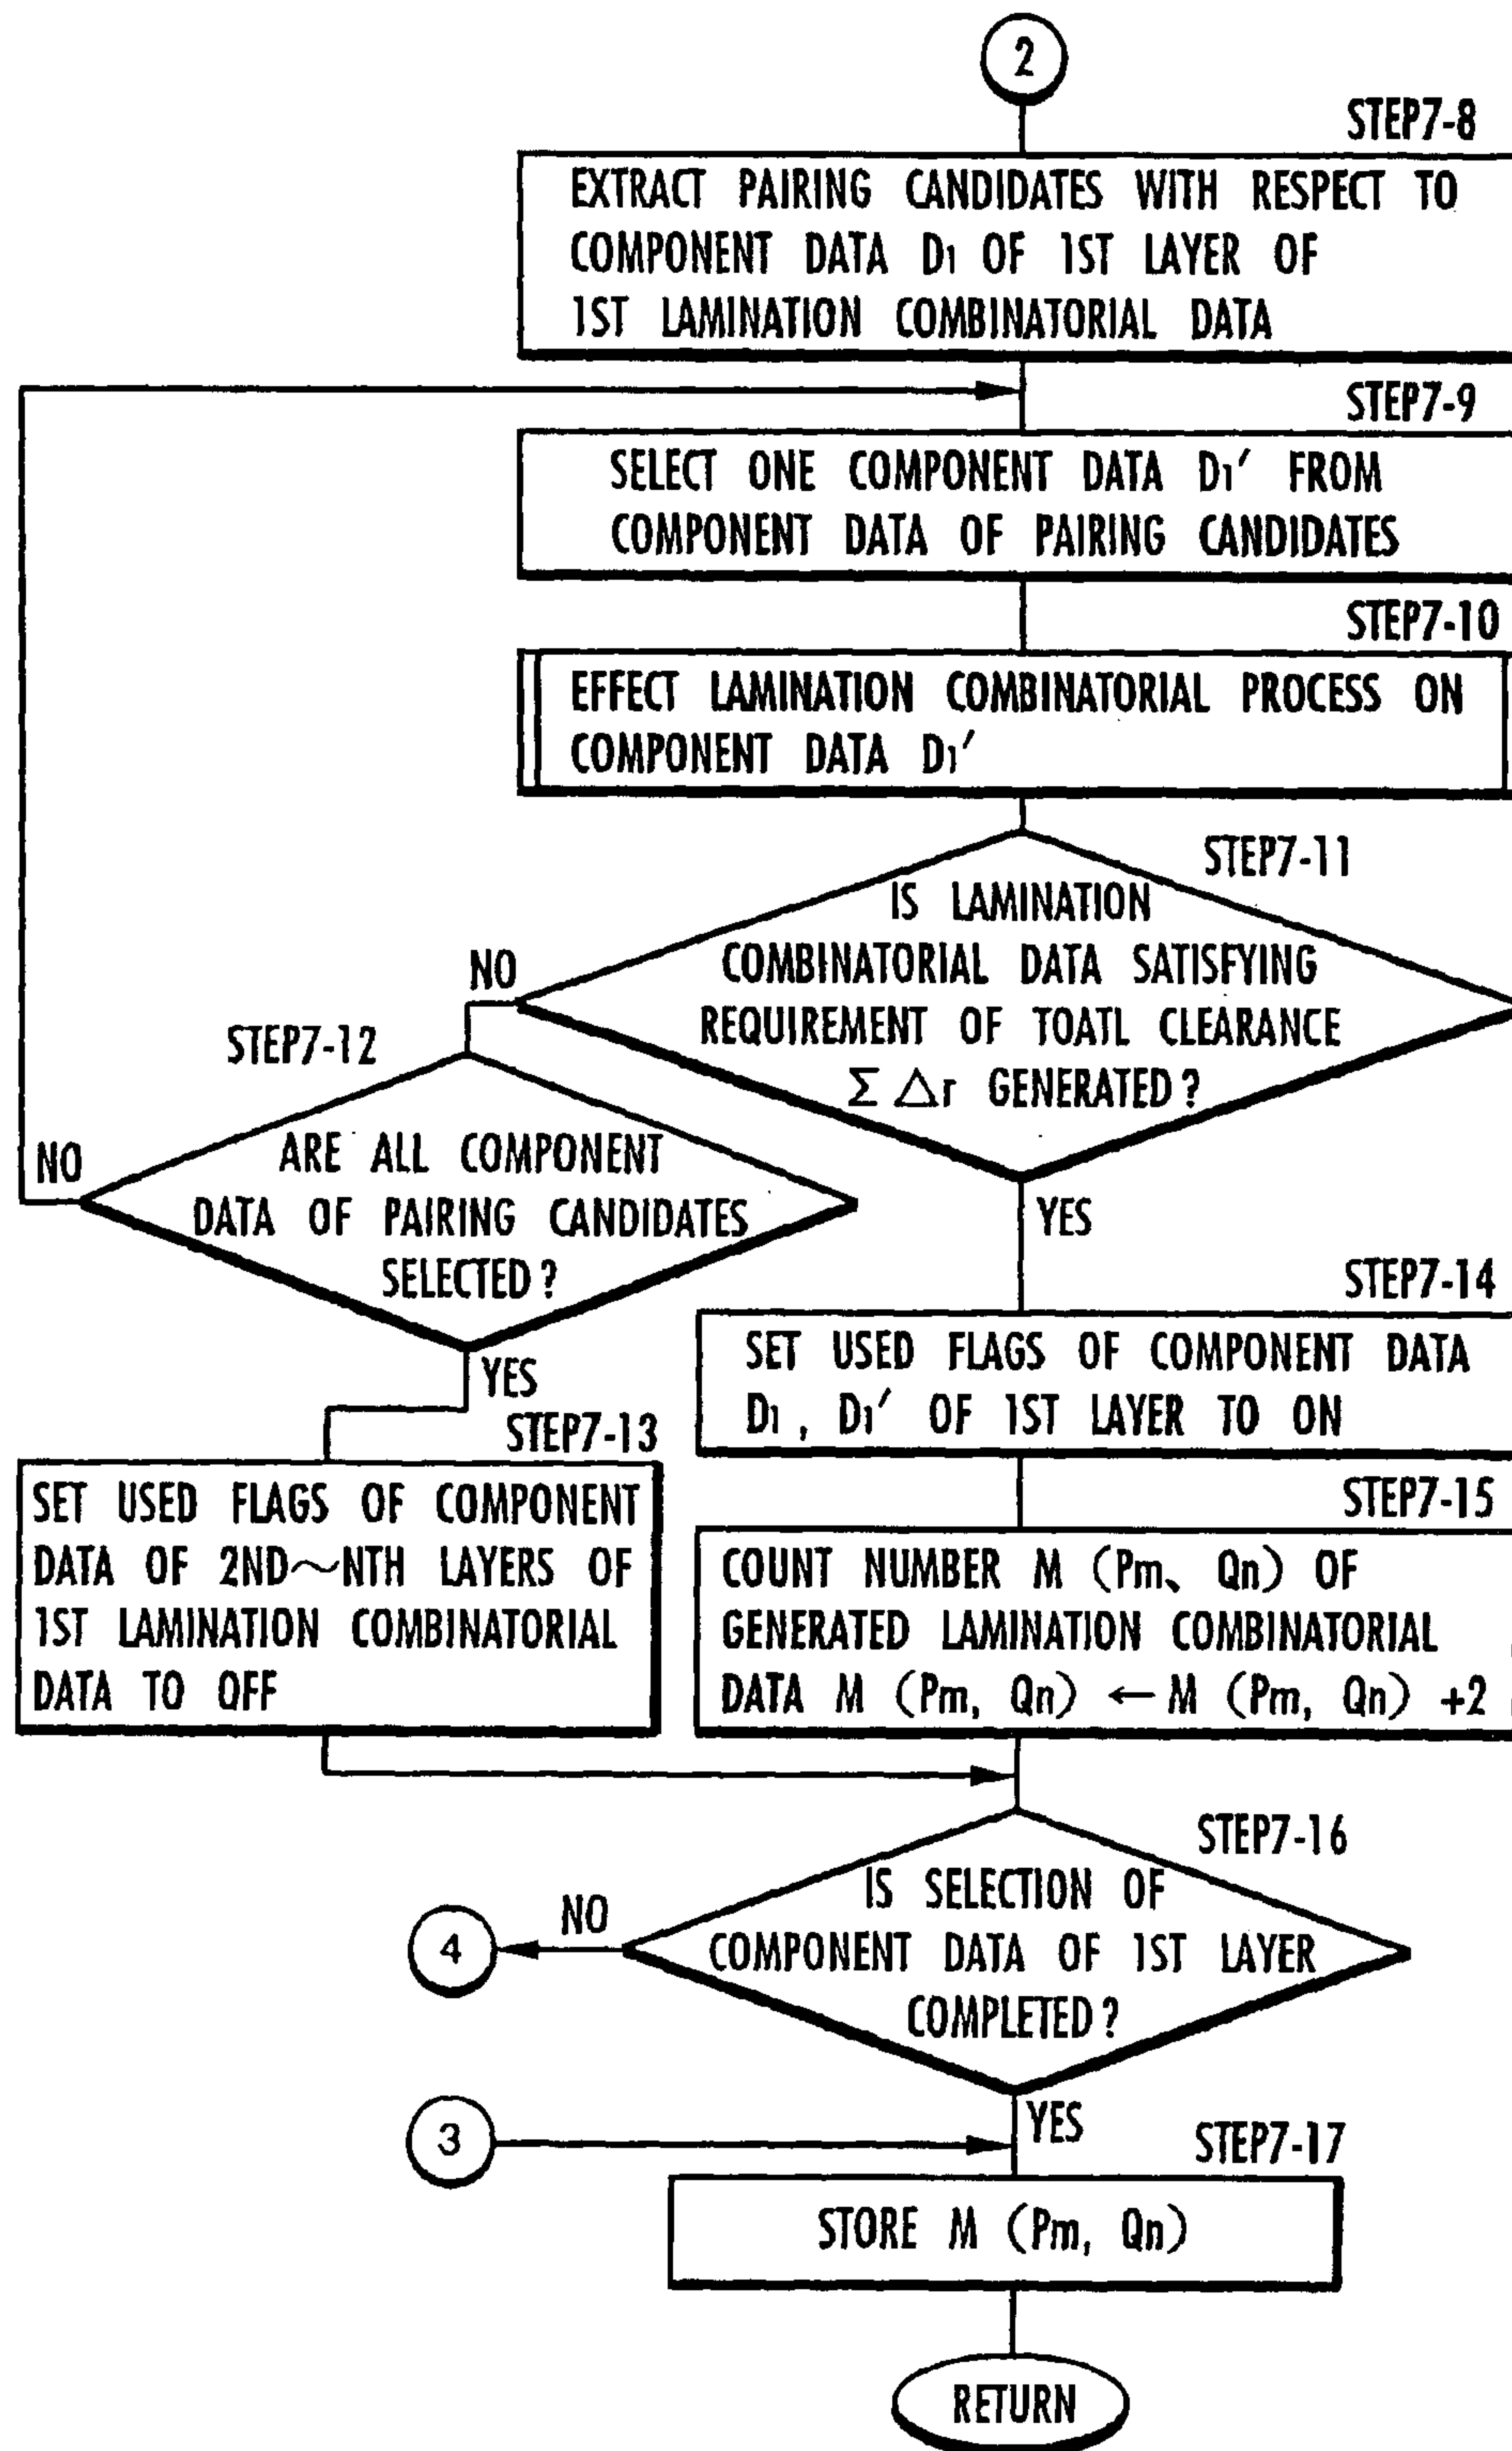 2
STEP7-8
EXTRACT PAIRING CANDIDATES WITH RESPECT TO
COMPONENT DATA D1 OF 1ST LAYER OF
1ST LAMINATION COMBINATORIAL DATA
STEP7-9
SELECT ONE COMPONENT DATA D1′ FROM
COMPONENT DATA OF PAIRING CANDIDATES
STEP7-10
EFFECT LAMINATION COMBINATORIAL PROCESS ON
COMPONENT DATA D1′
STEP7-11
IS LAMINATION
COMBINATORIAL DATA SATISFYING
REQUIREMENT OF TOATL CLEARANCE
Σ △r GENERATED?
NO
YES
STEP7-12
ARE ALL COMPONENT
DATA OF PAIRING CANDIDATES
SELECTED?
NO
YES
STEP7-13
SET USED FLAGS OF COMPONENT
DATA OF 2ND~NTH LAYERS OF
1ST LAMINATION COMBINATORIAL
DATA TO OFF
STEP7-14
SET USED FLAGS OF COMPONENT DATA
D1, D1′ OF 1ST LAYER TO ON
STEP7-15
COUNT NUMBER M (Pm、 Qn) OF
GENERATED LAMINATION COMBINATORIAL
DATA M (Pm, Qn) ← M (Pm, Qn) +2
STEP7-16
IS SELECTION OF
COMPONENT DATA OF 1ST LAYER
COMPLETED?
NO
4
YES
3
STEP7-17
STORE M (Pm, Qn)
RETURN